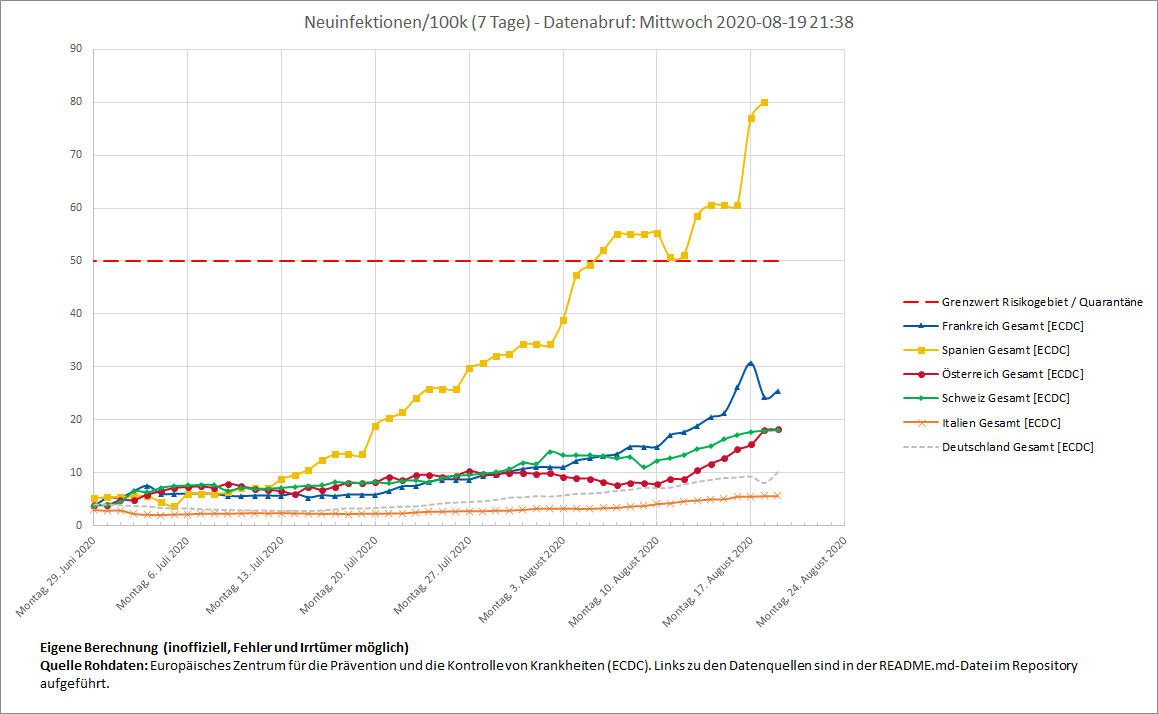 Neuinfektionen/100k (7 Tage) - Datenabruf: Mittwoch 2020-08-19 21:38
90
80
70
60
50
40
30
20
10
0
Montag, 29. Juni 2020
Montag, 6. Juli 2020
Montag, 13. Juli 2020
Montag, 20. Juli 2020
Montag, 27. Juli 2020
Montag, 3. August 2020
Montag, 10. August 2020
Montag, 17. August 2020
Montag, 24. August 2020
Grenzwert Risikogebiet / Quarantäne
Frankreich Gesamt [ECDC]
Spanien Gesamt [ECDC]
Österreich Gesamt [ECDC]
Schweiz Gesamt [ECDC]
Italien Gesamt [ECDC]
Deutschland Gesamt [ECDC]
Eigene Berechnung (inoffiziell, Fehler und Irrtümer möglich)
Quelle Rohdaten: Europäisches Zentrum für die Prävention und die Kontrolle von Krankheiten (ECDC). Links zu den Datenquellen sind in der README.md-Datei im Repository
aufgeführt.